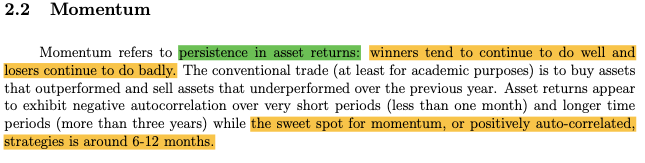 2.2 Momentum
Momentum refers to persistence in asset returns: winners tend to continue to do well and
losers continue to do badly. The conventional trade (at least for academic purposes) is to buy assets
that outperformed and sell assets that underperformed over the previous year. Asset returns appear
to exhibit negative autocorrelation over very short periods (less than one month) and longer time
periods (more than three years) while the sweet spot for momentum, or positively auto-correlated,
strategies is around 6-12 months.